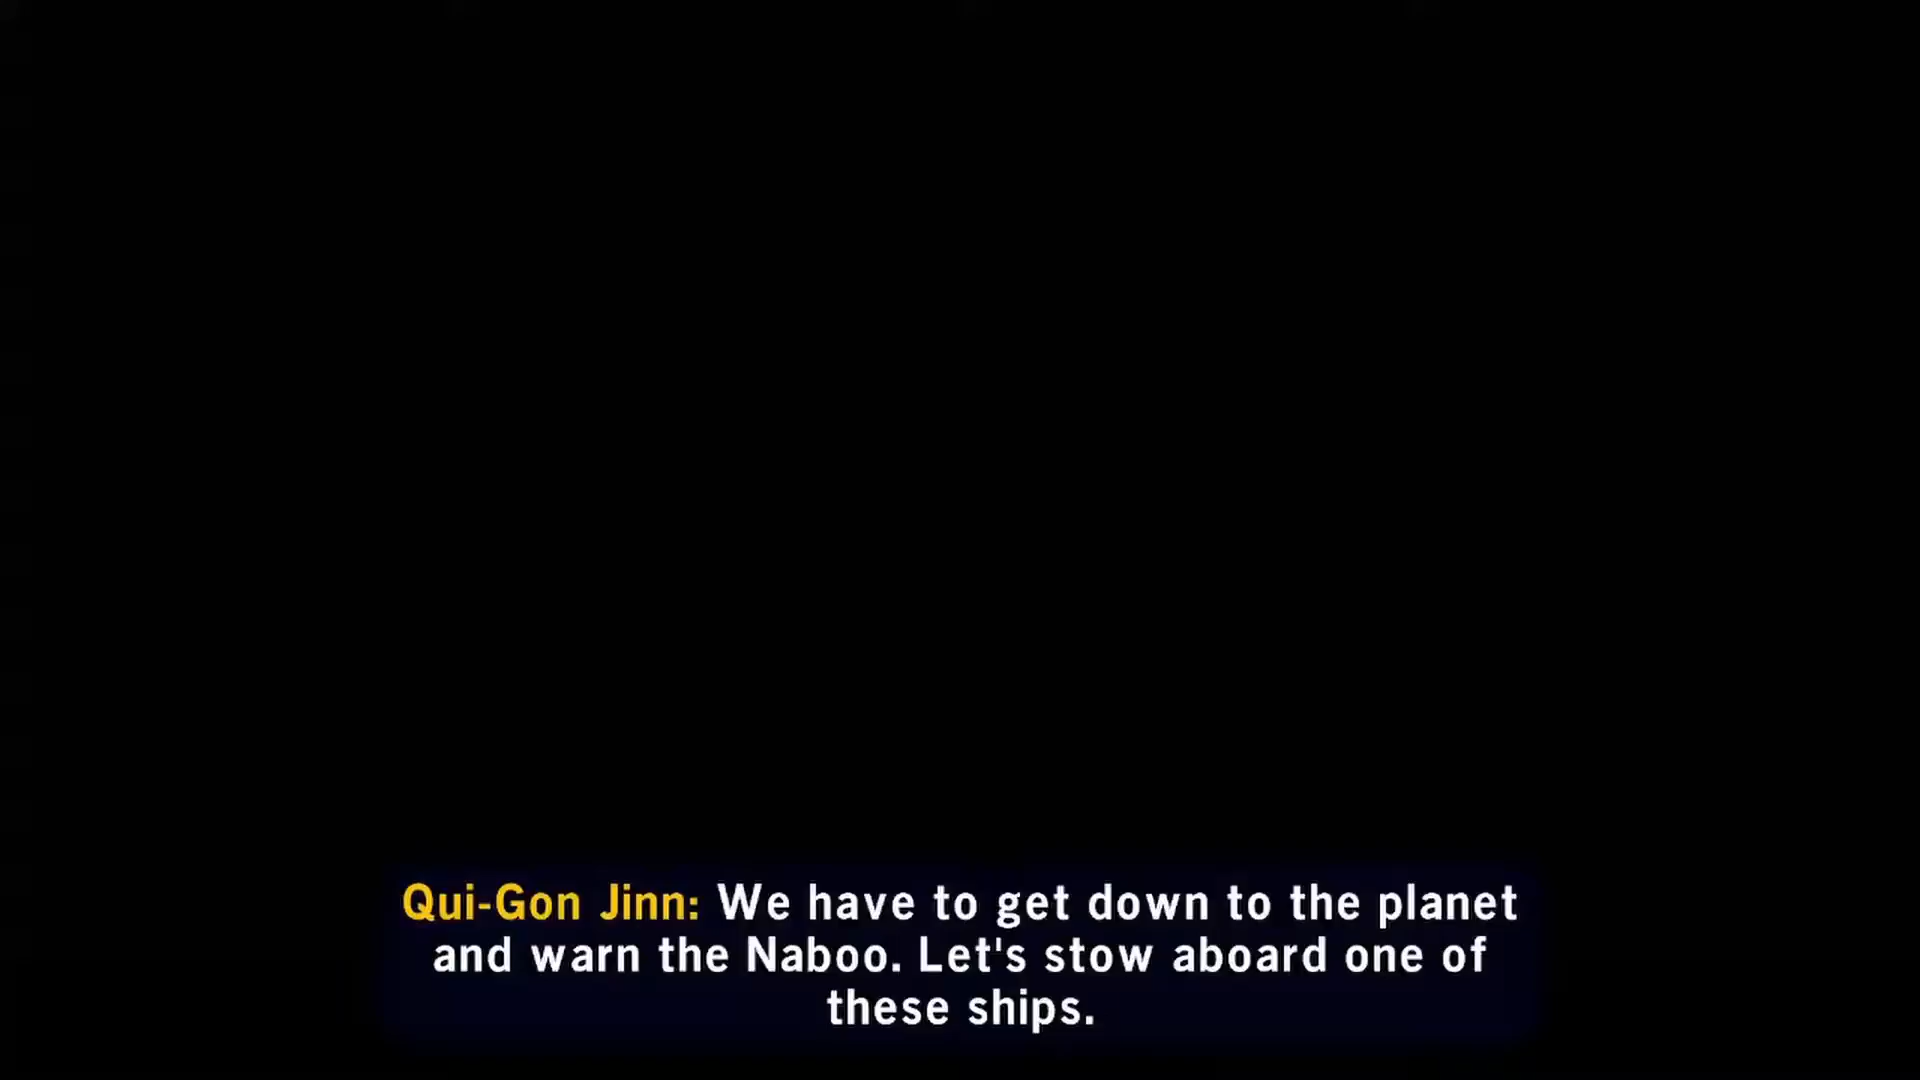 Qui-Gon Jinn: We have to get down to the planet
and warn the Naboo. Let's stow aboard one of
these ships.